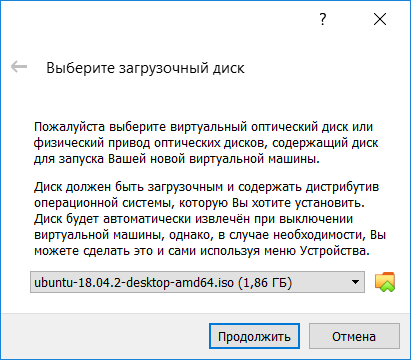 ?
Выберите загрузочный диск
Пожалуйста выберите виртуальный оптический диск или
физический привод оптических дисков, содержащий диск
для запуска Вашей новой виртуальной машины.
Диск должен быть загрузочным и содержать дистрибутив
операционной системы, которую Вы хотите установить.
Диск будет автоматически извлечён при выключении
виртуальной машины, однако, в случае необходимости, Вы
можете сделать это и сами используя меню Устройства.
ubuntu-18.04.2-desktop-amd64.iso (1,86 ГБ)
Продолжить
Отмена